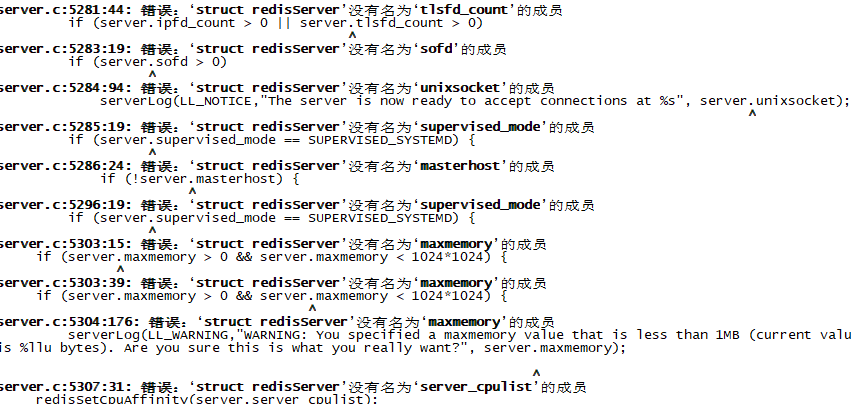 server.c:5281:44: 错误：‘struct redisServer’没有名为‘tlsfd_count’的成员
if (server.ipfd_count > 0 || server.tlsfd_count > 0)
^
server.c:5283:19: 错误：‘struct redisServer’没有名为‘sofd’的成员
if (server.sofd > 0)
^
server.c:5284:94: 错误：‘struct redisServer’没有名为‘unixsocket’的成员
serverLog(LL_NOTICE,"The server is now ready to accept connections at %s", server.unixsocket);
^
server.c:5285:19: 错误：‘struct redisServer’没有名为‘supervised_mode’的成员
if (server.supervised_mode == SUPERVISED_SYSTEMD) {
^
server.c:5286:24: 错误：‘struct redisServer’没有名为‘masterhost’的成员
if (!server.masterhost) {
^
server.c:5296:19: 错误：‘struct redisServer’没有名为‘supervised_mode’的成员
if (server.supervised_mode == SUPERVISED_SYSTEMD) {
^
server.c:5303:15: 错误：‘struct redisServer’没有名为‘maxmemory’的成员
if (server.maxmemory > 0 && server.maxmemory < 1024*1024) {
^
server.c:5303:39: 错误：‘struct redisServer’没有名为‘maxmemory’的成员
if (server.maxmemory > 0 && server.maxmemory < 1024*1024) {
^
server.c:5304:176: 错误：‘struct redisServer’没有名为‘maxmemory’的成员
serverLog(LL_WARNING,"WARNING: You specified a maxmemory value that is less than 1MB (current valu
is %llu bytes). Are you sure this is what you really want?", server.maxmemory);
^
server.c:5307:31: 错误：‘struct redisServer’没有名为‘server_cpulist’的成员
redisSetCpuAffinity(server.server_cpulist);